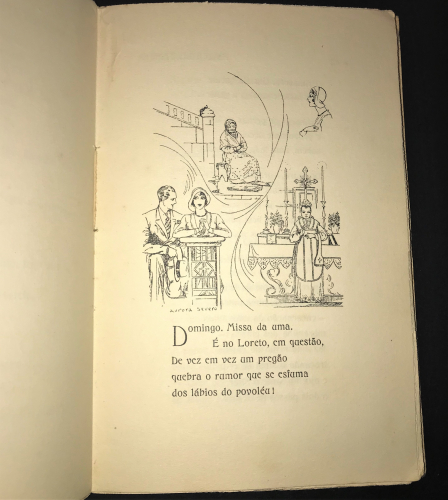 Domingo. Missa da uma.
É no Loreto, em questão,
De vez em vez um pregão
quebra o rumor que se esfuma
dos lábios do povoléu!